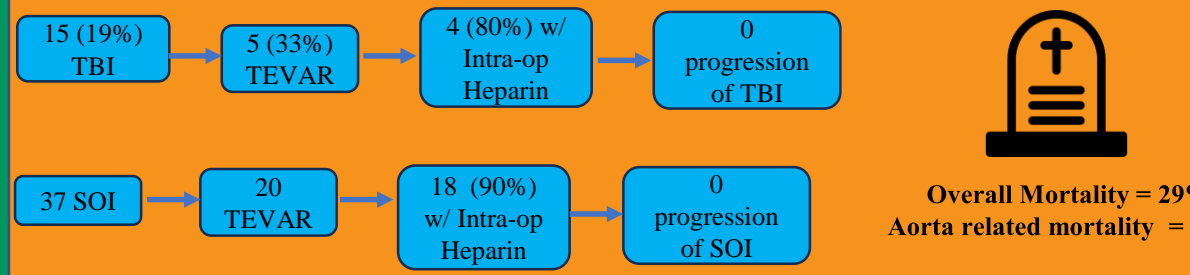 15 (19%)
TBI
5 (33%)
TEVAR
4 (80%) w/
Intra-op
Heparin
0
progression
of TBI
37 SOI
20
TEVAR
18 (90%)
w/ Intra-op
Heparin
0
progression
of SOI
Overall Mortality = 29%
Aorta related mortality =